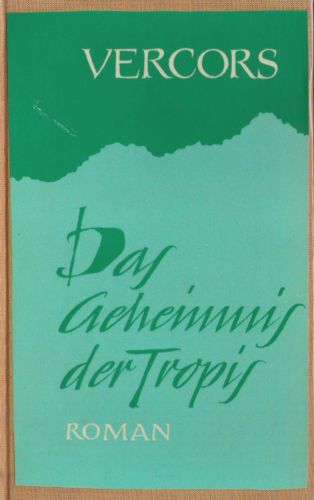 VERCORS
Das
Geheimnis
der Tropis
ROMAN